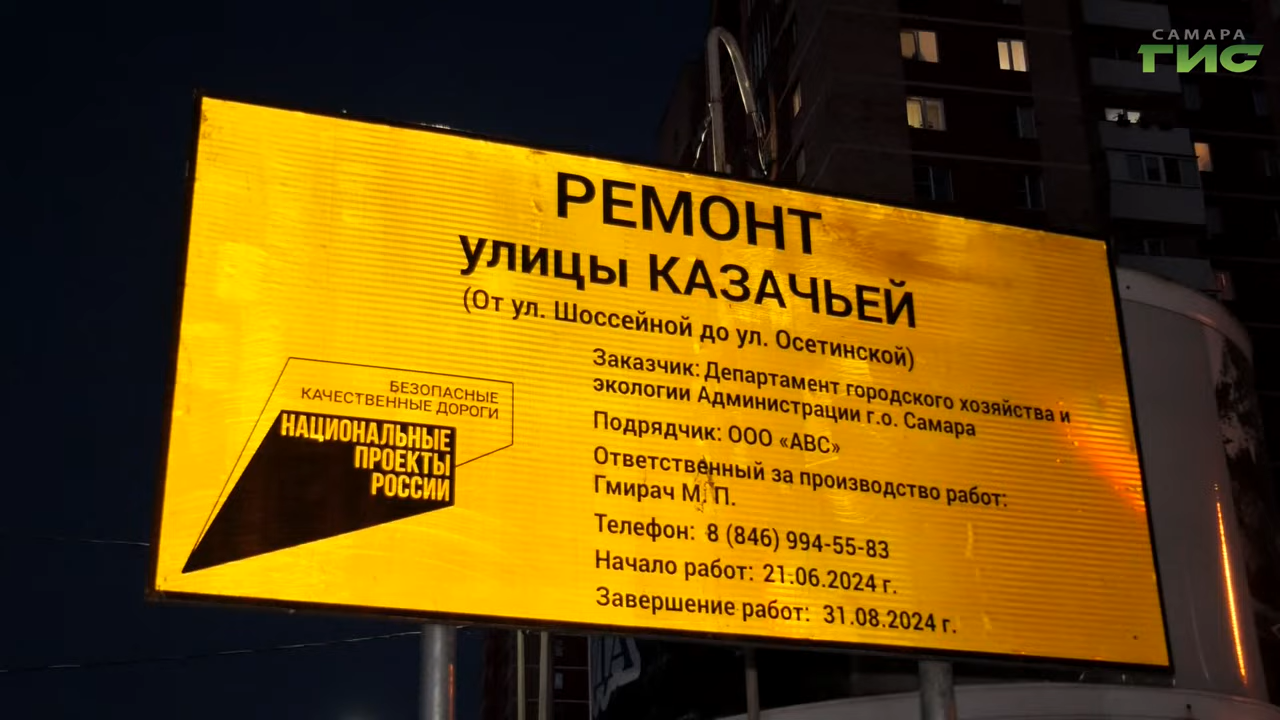 САМАРА
ГИС
РЕМОНТ
улицы КАЗАЧЬЕЙ
(От ул. Шоссейной до ул. Осетинской)
Заказчик: Департамент городского хозяйства и
экологии Администрации г.о. Самара
Подрядчик: ООО «АВС»
Ответственный за производство работ:
Гмирач М. П.
Телефон: 8 (846) 994-55-83
Начало работ: 21.06.2024 г.
Завершение работ: 31.08.2024 г.
БЕЗОПАСНЫЕ
КАЧЕСТВЕННЫЕ ДОРОГИ
НАЦИОНАЛЬНЫЕ
ПРОЕКТЫ
РОССИИ